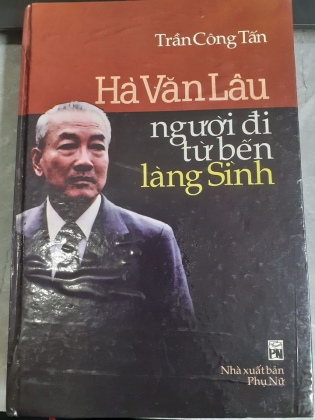 Trần Công Tấn
Hà Văn Lâu
người đi
từ bến
làng Sình
PN
Nhà xuất bản
Phụ Nữ